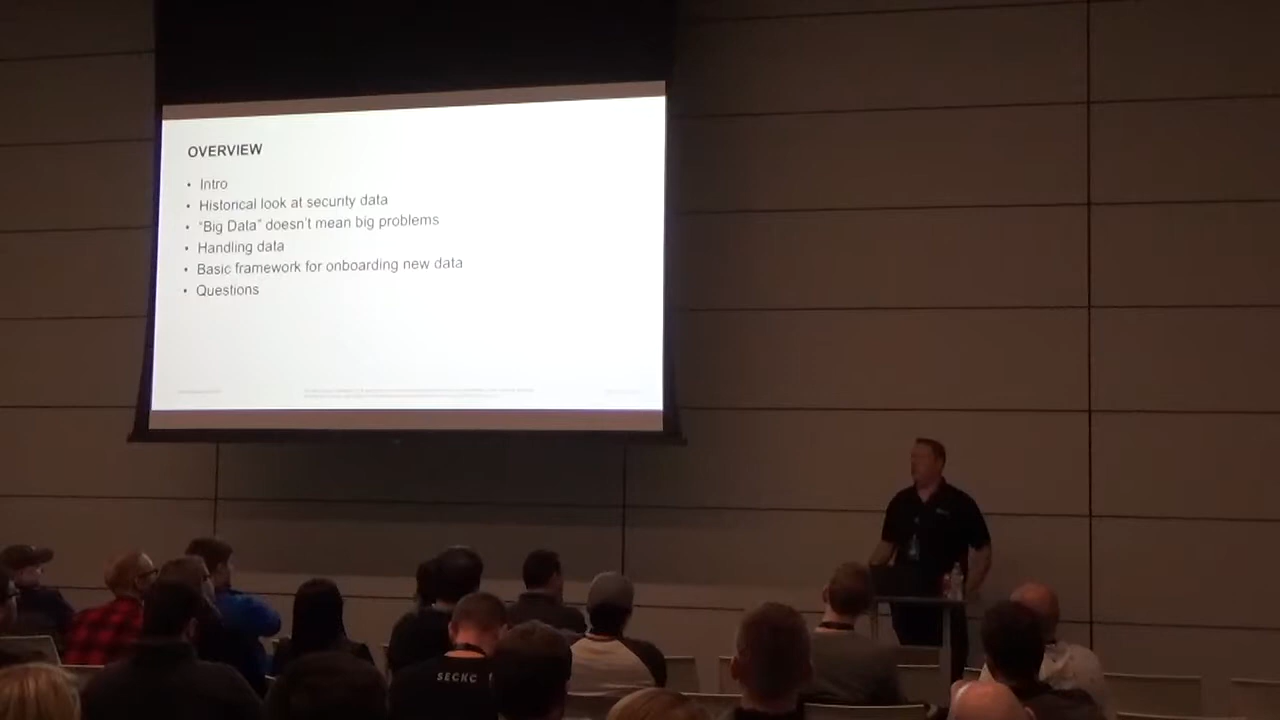 OVERVIEW
• Intro
• Historical look at security data
• “Big Data” doesn’t mean big problems
• Handling data
• Basic framework for onboarding new data
• Questions
SECKC